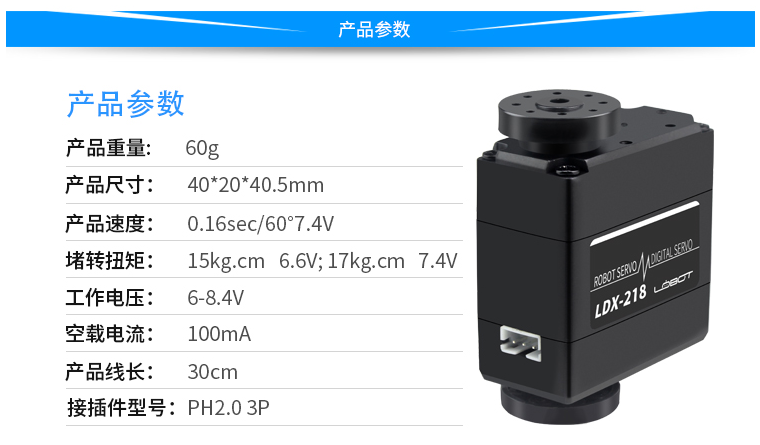 产品参数
产品参数
产品重量: 60g
产品尺寸： 40*20*40.5mm
产品速度： 0.16sec/60°7.4V
堵转扭矩： 15kg.cm 6.6V; 17kg.cm 7.4V
工作电压： 6-8.4V
空载电流： 100mA
产品线长： 30cm
接插件型号： PH2.0 3P
ROBOT SERVO DIGITAL SERVO
LDX-218 LOBOT